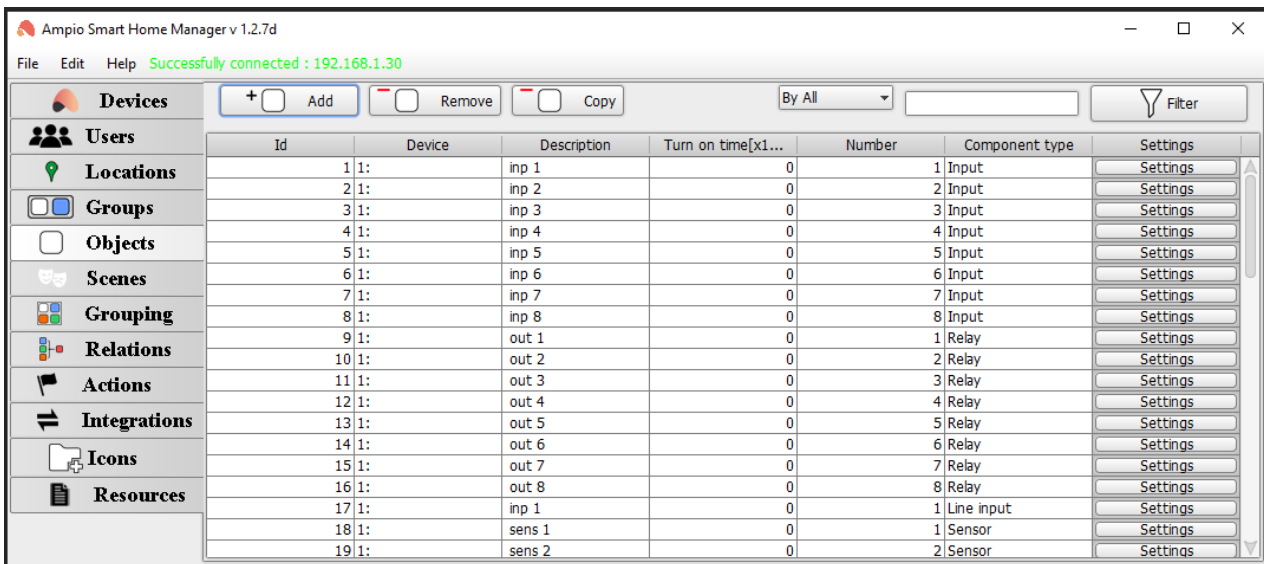 Ampio Smart Home Manager v 1.2.7d
File Edit Help Successfully connected : 192.168.1.30
Devices
Users
Locations
Groups
Objects
Scenes
Grouping
Relations
Actions
Integrations
Icons
Resources
+ Add Remove Copy By All Filter
Id Device Description Turn on time[x1... Number Component type Settings
1 1: inp 1 0 1 Input Settings
2 1: inp 2 0 2 Input Settings
3 1: inp 3 0 3 Input Settings
4 1: inp 4 0 4 Input Settings
5 1: inp 5 0 5 Input Settings
6 1: inp 6 0 6 Input Settings
7 1: inp 7 0 7 Input Settings
8 1: inp 8 0 8 Input Settings
9 1: out 1 0 1 Relay Settings
10 1: out 2 0 2 Relay Settings
11 1: out 3 0 3 Relay Settings
12 1: out 4 0 4 Relay Settings
13 1: out 5 0 5 Relay Settings
14 1: out 6 0 6 Relay Settings
15 1: out 7 0 7 Relay Settings
16 1: out 8 0 8 Relay Settings
17 1: inp 1 0 1 Line input Settings
18 1: sens 1 0 1 Sensor Settings
19 1: sens 2 0 2 Sensor Settings